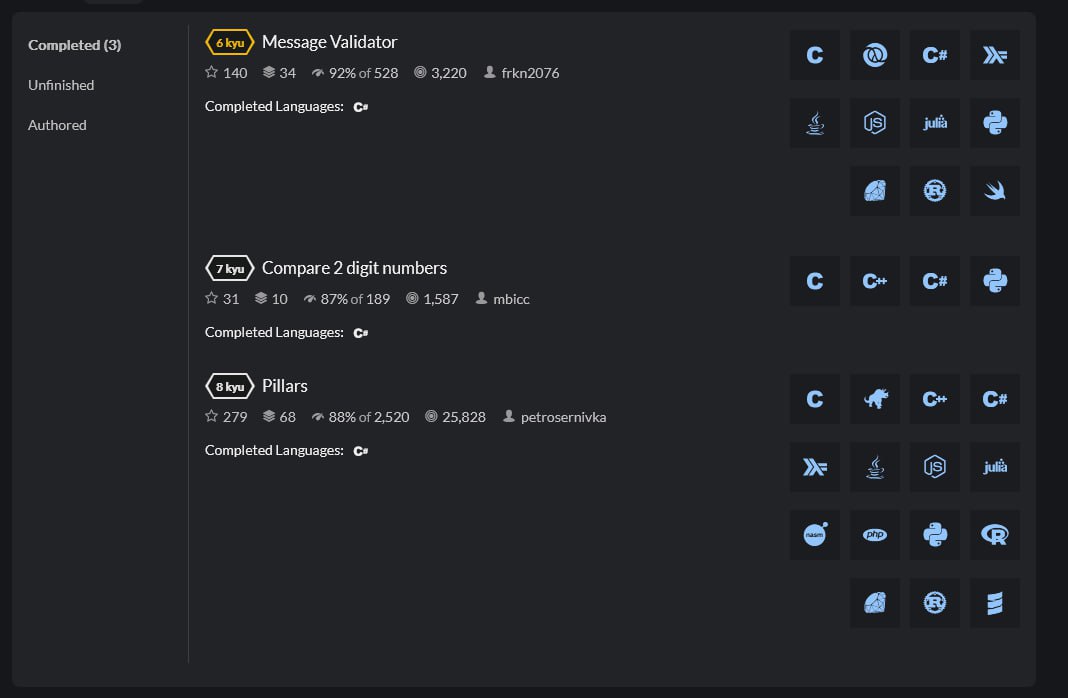 Completed (3)
Unfinished
Authored
6 kyu Message Validator
140 34 92% of 528 3,220 frkn2076
Completed Languages: C#
C C#
JS julia
R
7 kyu Compare 2 digit numbers
31 10 87% of 189 1,587 mbicc
Completed Languages: C#
C C++ C#
8 kyu Pillars
279 68 88% of 2,520 25,828 petrosernivka
Completed Languages: C#
C C++ C#
JS julia
nasm php R
R